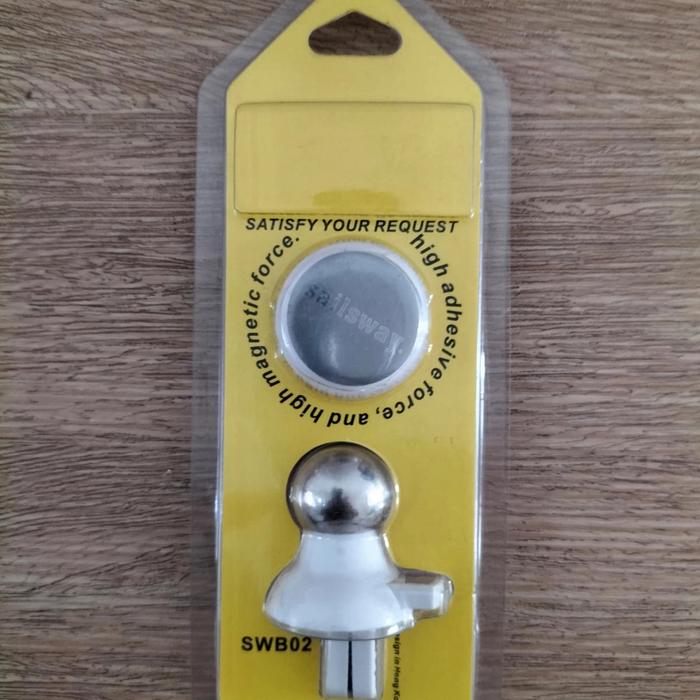 SATISFY YOUR REQUEST
high adhesive force, and high magnetic force.
sailsway
SWB02